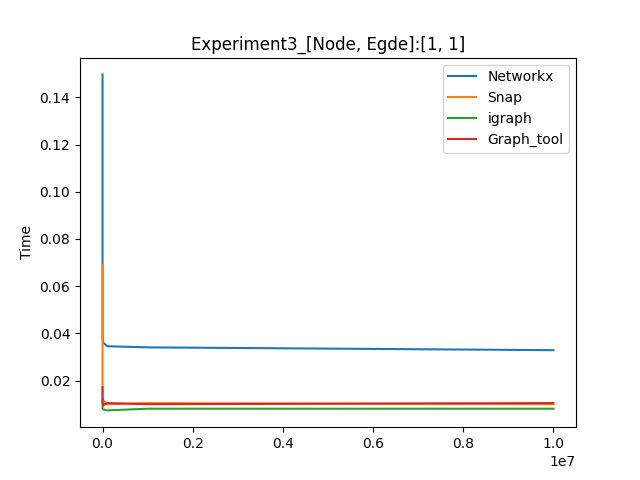 Experiment3_[Node, Egde]:[1, 1]
Networkx
Snap
igraph
Graph_tool
Time
0.14
0.12
0.10
0.08
0.06
0.04
0.02
0.0 0.2 0.4 0.6 0.8 1.0
1e7